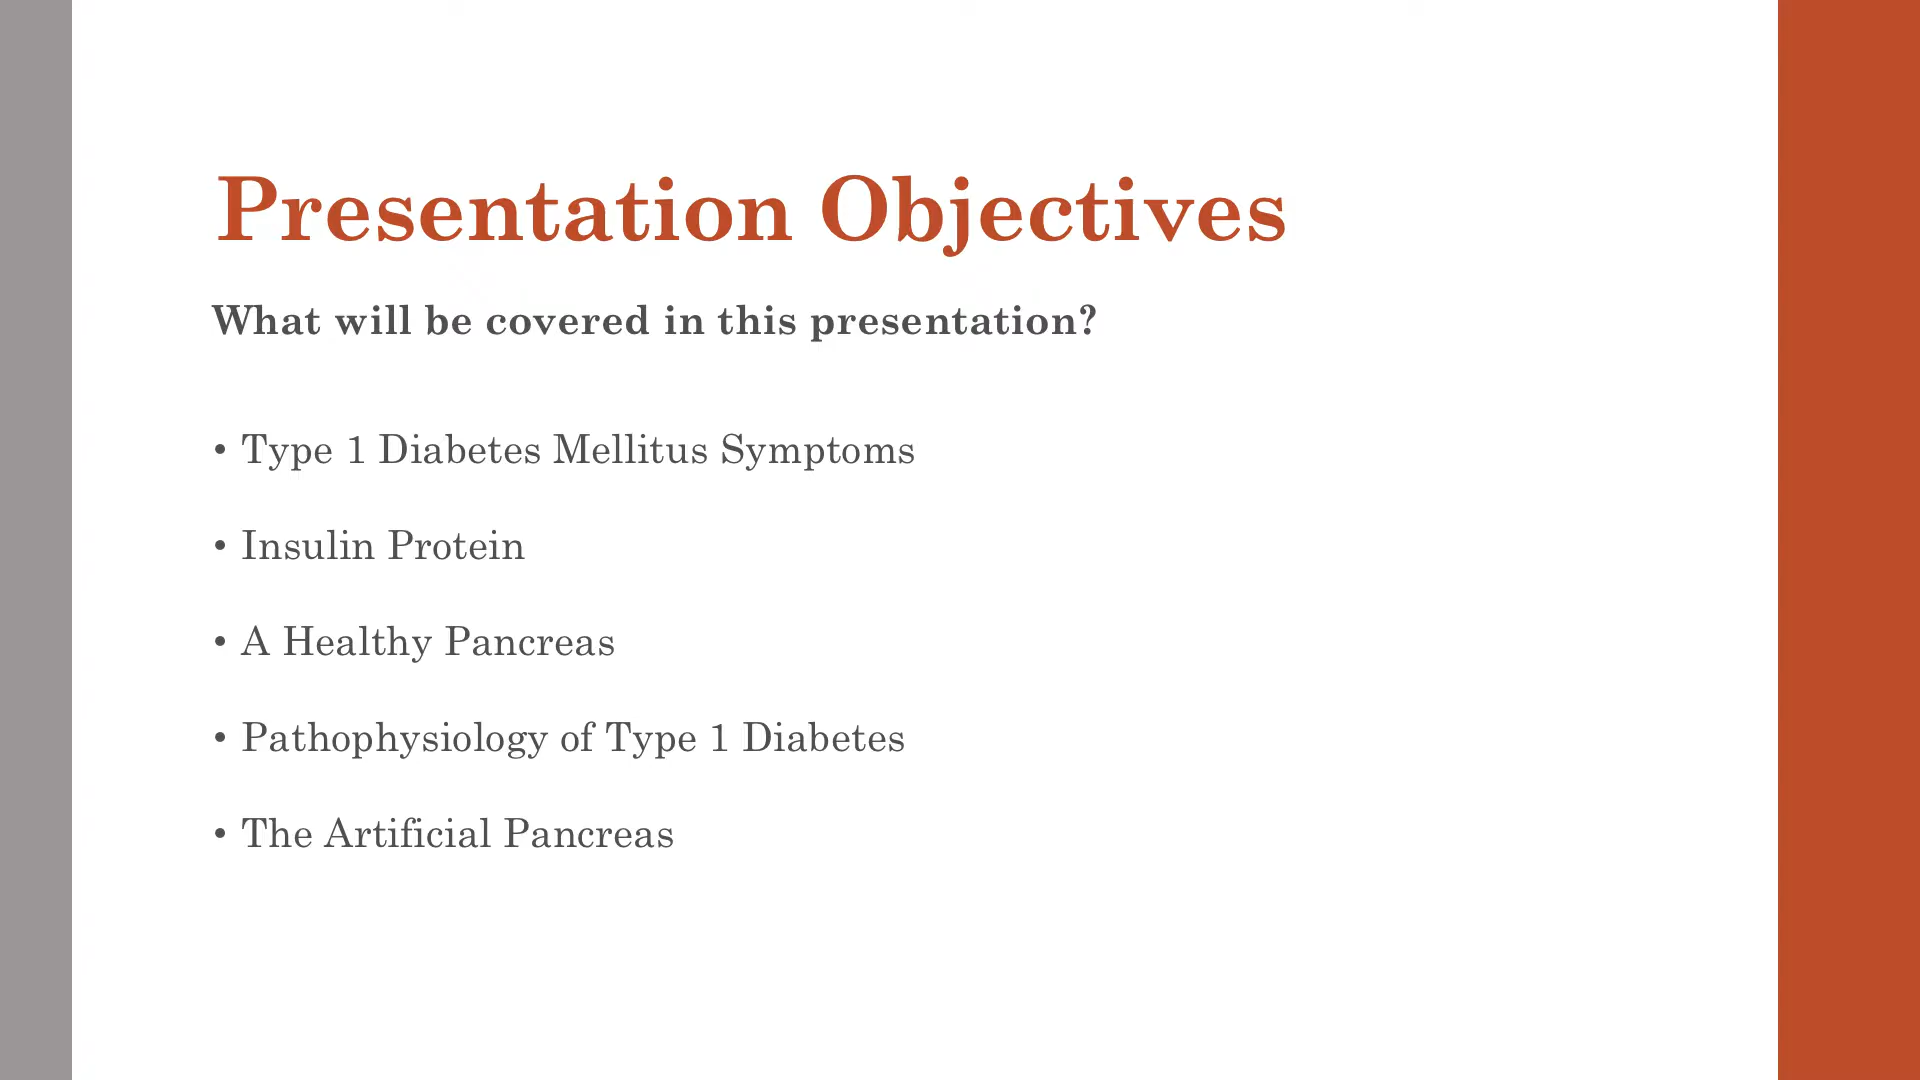 Presentation Objectives
What will be covered in this presentation?
• Type 1 Diabetes Mellitus Symptoms
• Insulin Protein
• A Healthy Pancreas
• Pathophysiology of Type 1 Diabetes
• The Artificial Pancreas